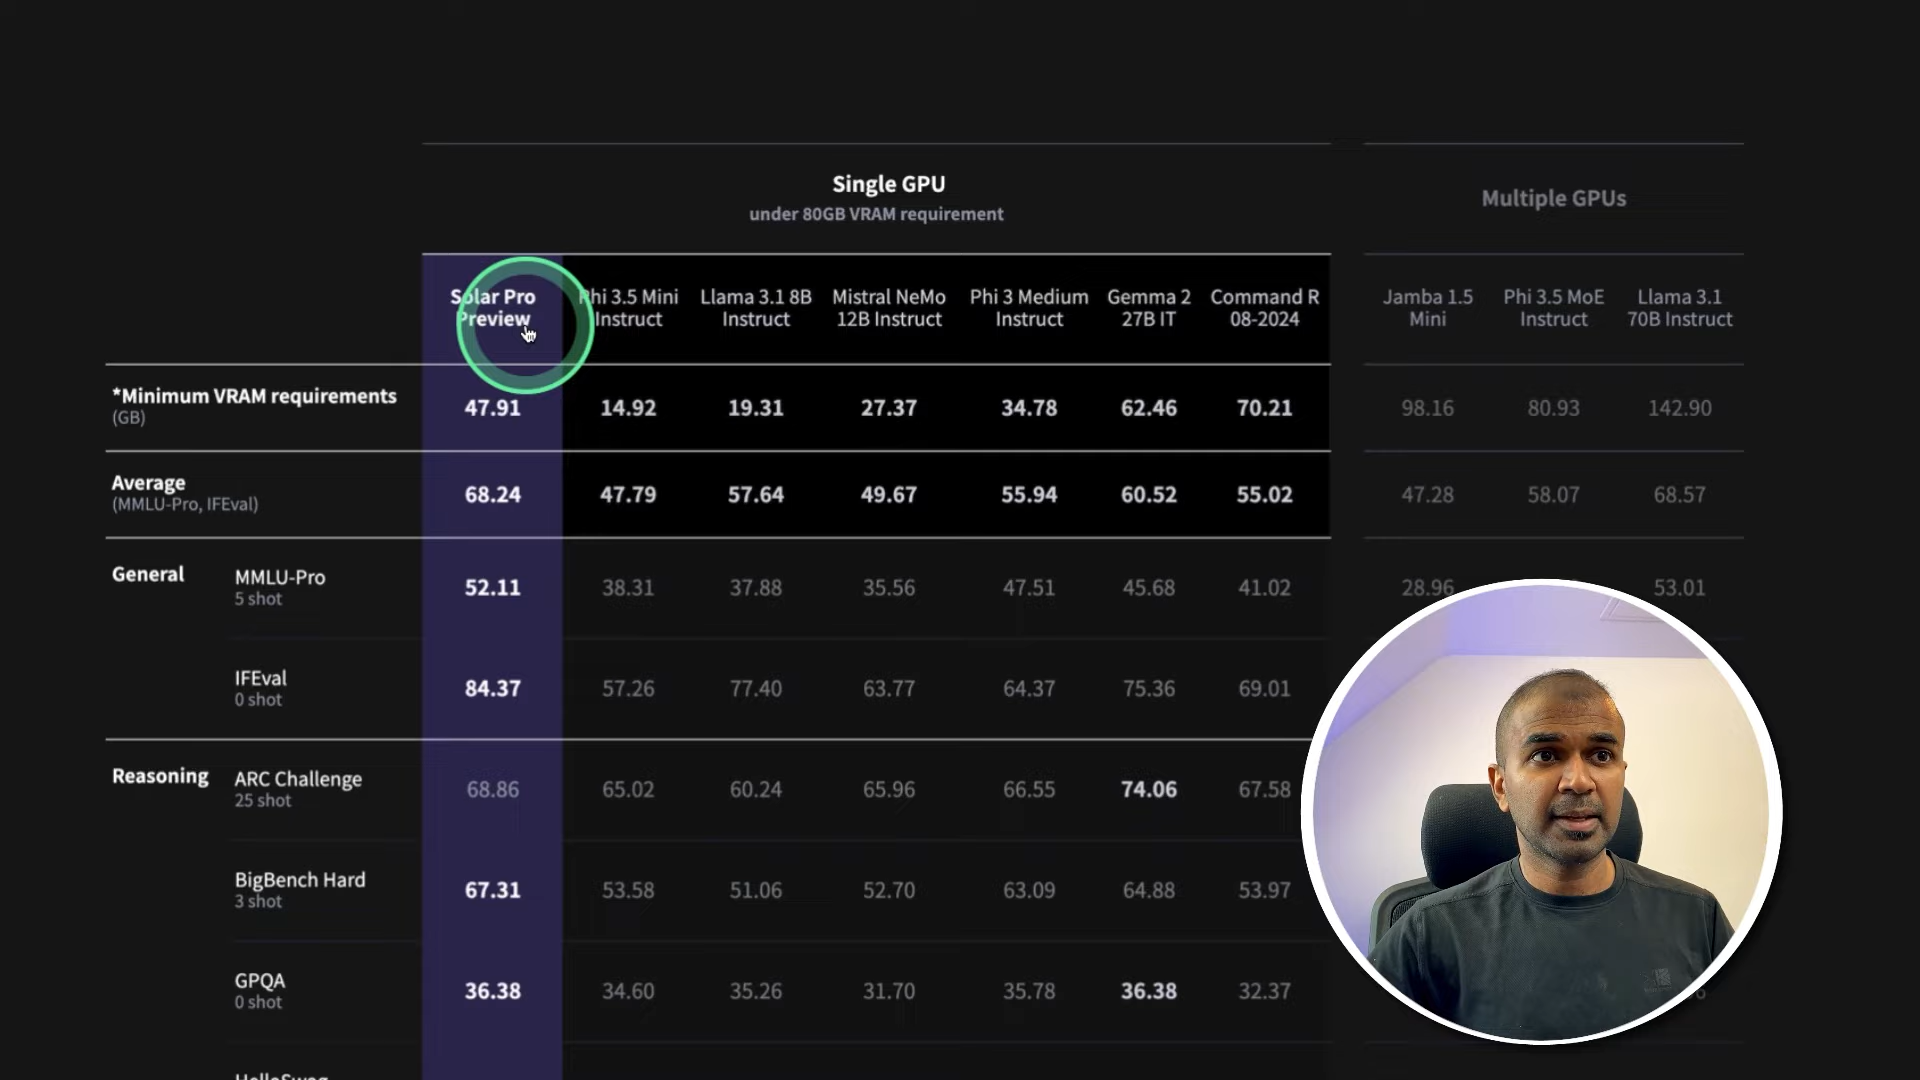 Single GPU
under 80GB VRAM requirement
Multiple GPUs
Solar Pro Preview
Phi 3.5 Mini Instruct
Llama 3.1 8B Instruct
Mistral NeMo 12B Instruct
Phi 3 Medium Instruct
Gemma 2 27B IT
Command R 08-2024
Jamba 1.5 Mini
Phi 3.5 MoE Instruct
Llama 3.1 70B Instruct
*Minimum VRAM requirements (GB) 47.91 14.92 19.31 27.37 34.78 62.46 70.21 98.16 80.93 142.90
Average (MMLU-Pro, IFEval) 68.24 47.79 57.64 49.67 55.94 60.52 55.02 47.28 58.07 68.57
General MMLU-Pro 5 shot 52.11 38.31 37.88 35.56 47.51 45.68 41.02 28.96 53.01
IFEval 0 shot 84.37 57.26 77.40 63.77 64.37 75.36 69.01
Reasoning ARC Challenge 25 shot 68.86 65.02 60.24 65.96 66.55 74.06 67.58
BigBench Hard 3 shot 67.31 53.58 51.06 52.70 63.09 64.88 53.97
GPQA 0 shot 36.38 34.60 35.26 31.70 35.78 36.38 32.37